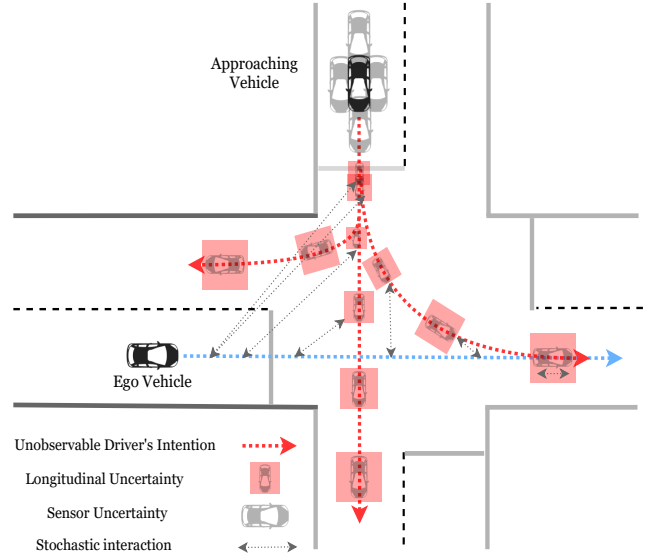 Approaching
Vehicle
Ego Vehicle
Unobservable Driver's Intention
Longitudinal Uncertainty
Sensor Uncertainty
Stochastic interaction